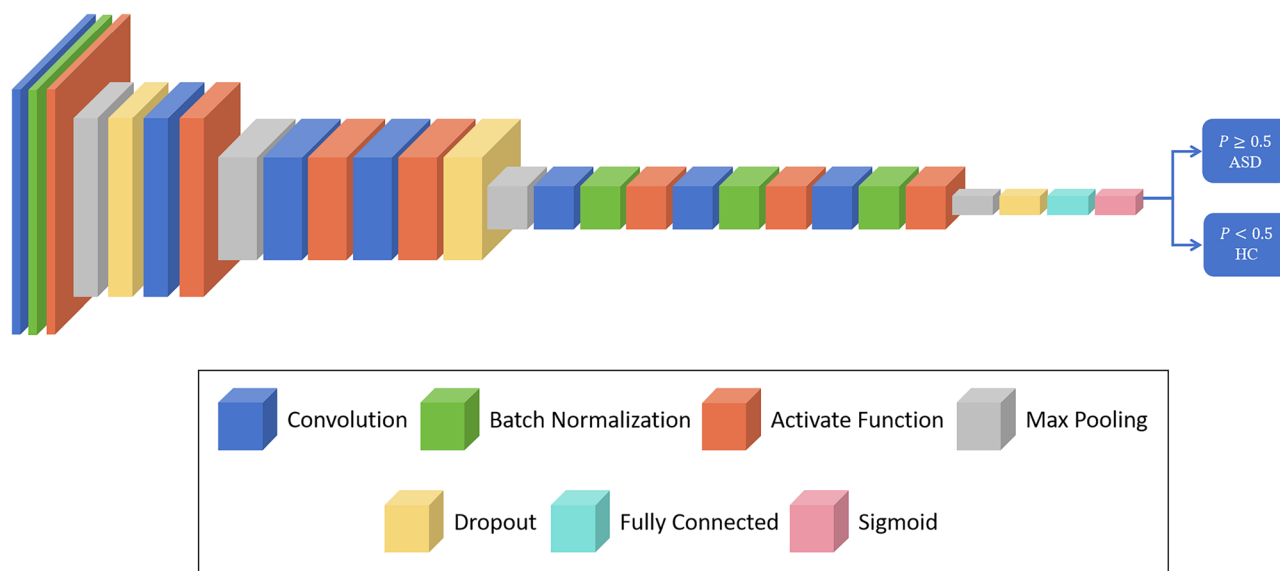 P ≥ 0.5
ASD
P < 0.5
HC
Convolution
Batch Normalization
Activate Function
Max Pooling
Dropout
Fully Connected
Sigmoid